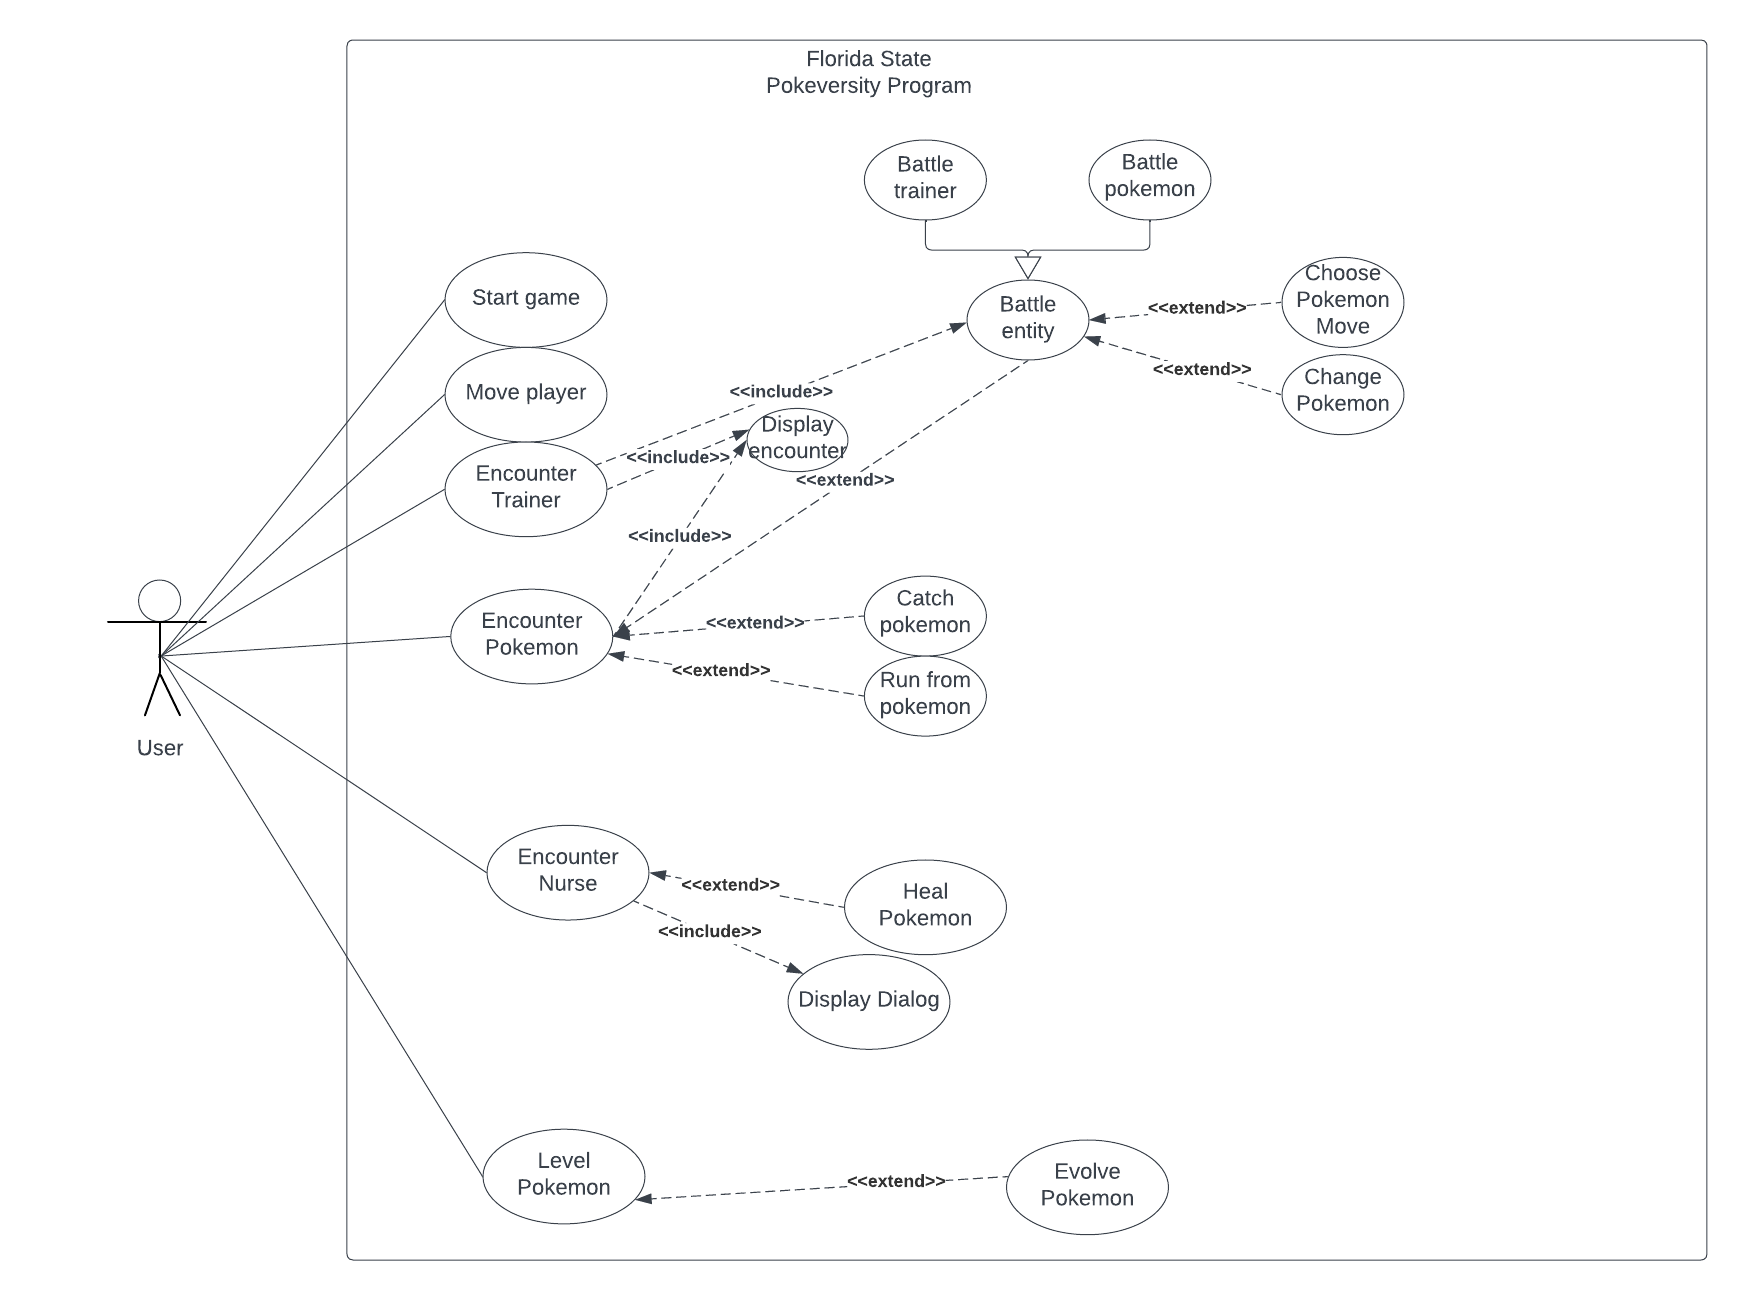 Florida State
Pokeversity Program
Battle
trainer
Battle
pokemon
Start game
Battle
entity
<<extend>>
Choose
Pokemon
Move
<<extend>>
Change
Pokemon
Move player
<<include>>
Display
encounter
<<include>>
Encounter
Trainer
<<extend>>
<<include>>
Encounter
Pokemon
<<extend>>
Catch
pokemon
<<extend>>
Run from
pokemon
User
Encounter
Nurse
<<extend>>
Heal
Pokemon
<<include>>
Display Dialog
Level
Pokemon
<<extend>>
Evolve
Pokemon